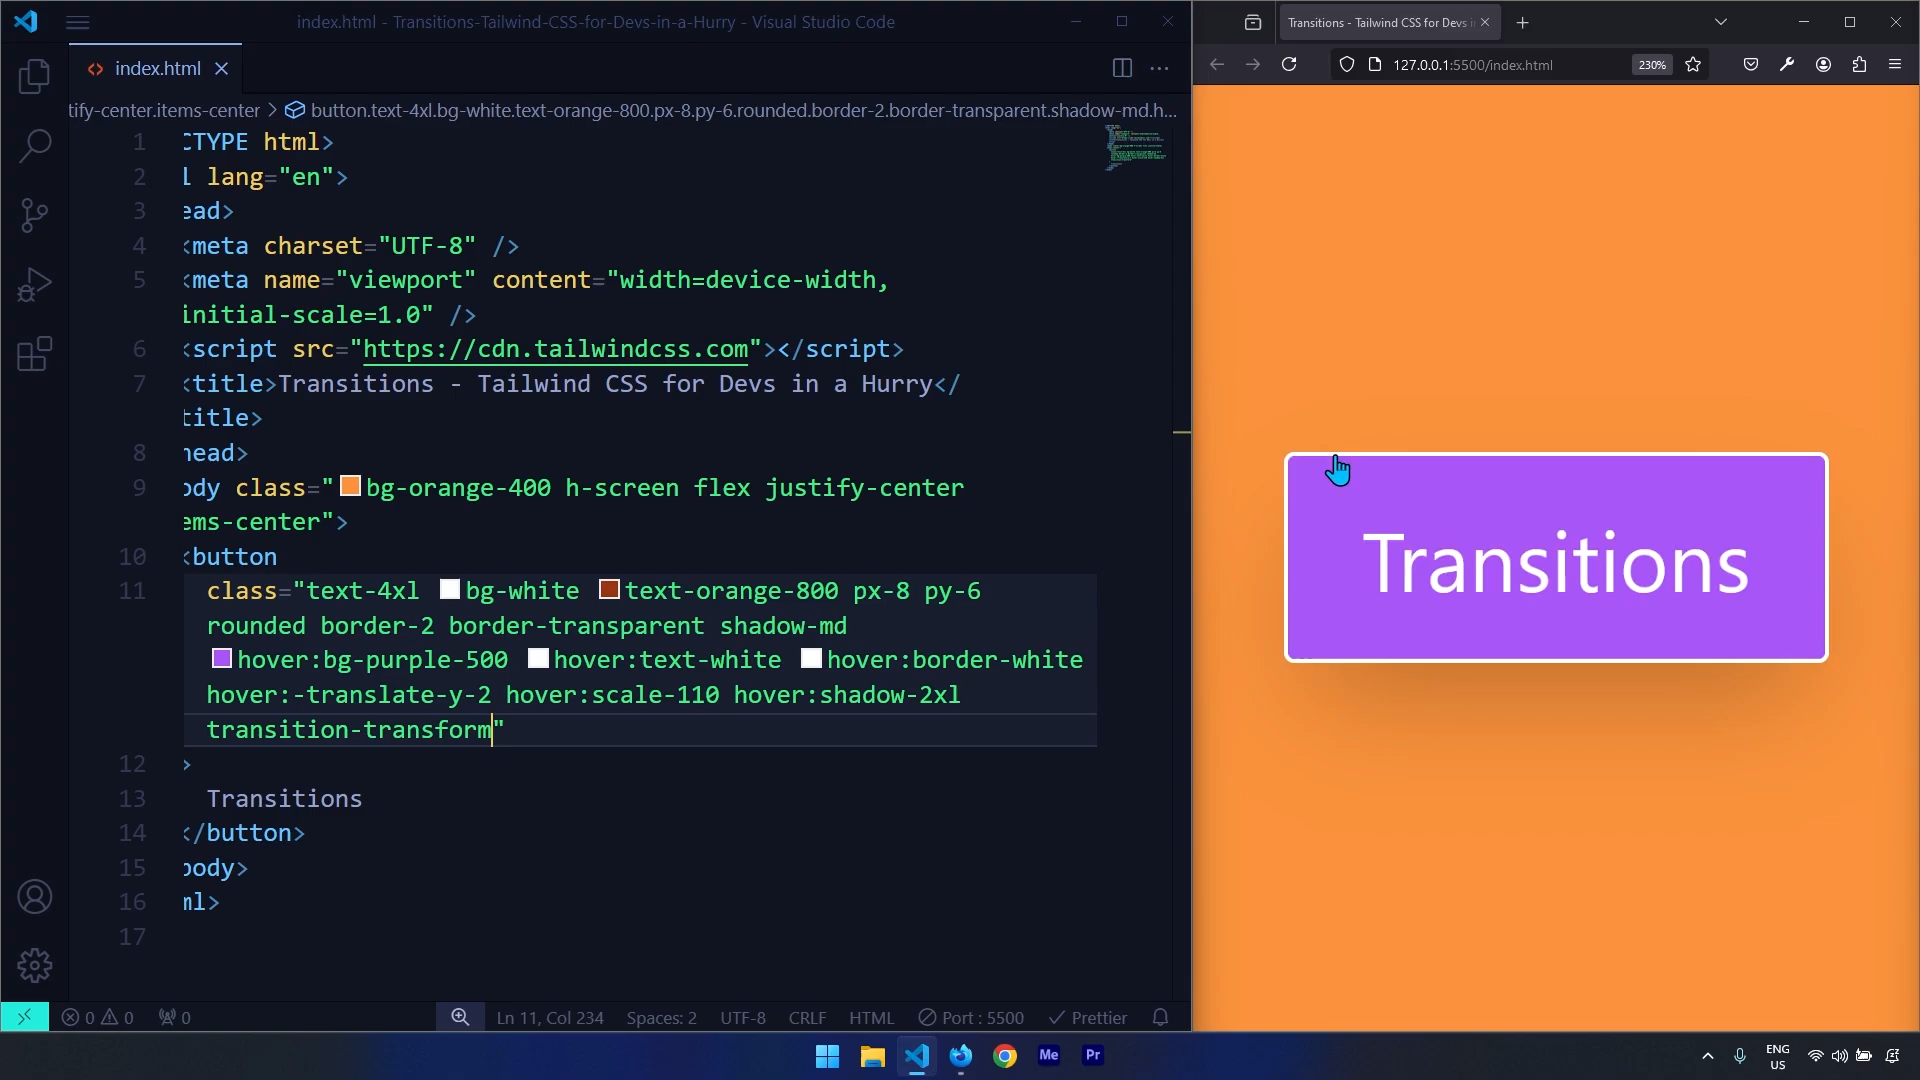 index.html - Transitions-Tailwind-CSS-for-Devs-in-a-Hurry - Visual Studio Code
index.html
tify-center.items-center > button.text-4xl.bg-white.text-orange-800.px-8.py-6.rounded.border-2.border-transparent.shadow-md.h...
1 CTYPE html>
2 l lang="en">
3 ead>
4 <meta charset="UTF-8" />
5 <meta name="viewport" content="width=device-width,
initial-scale=1.0" />
6 <script src="https://cdn.tailwindcss.com"></script>
7 <title>Transitions - Tailwind CSS for Devs in a Hurry</
title>
8 head>
9 ody class="bg-orange-400 h-screen flex justify-center
ems-center">
10 <button
11 class="text-4xl bg-white text-orange-800 px-8 py-6
rounded border-2 border-transparent shadow-md
hover:bg-purple-500 hover:text-white hover:border-white
hover:-translate-y-2 hover:scale-110 hover:shadow-2xl
transition-transform"
12 >
13 Transitions
14 </button>
15 body>
16 ml>
17
0 0 0 Ln 11, Col 234 Spaces: 2 UTF-8 CRLF HTML Port : 5500 Prettier
Transitions - Tailwind CSS for Devs i
127.0.0.1:5500/index.html 230%
Transitions
Me Pr
ENG
US